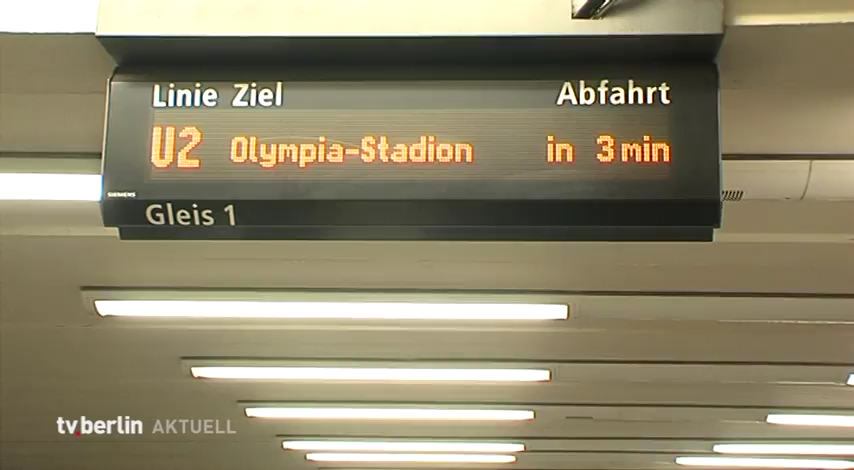 Linie Ziel Abfahrt
U2 Olympia-Stadion in 3 min
SIEMENS
Gleis 1
tv.berlin AKTUELL